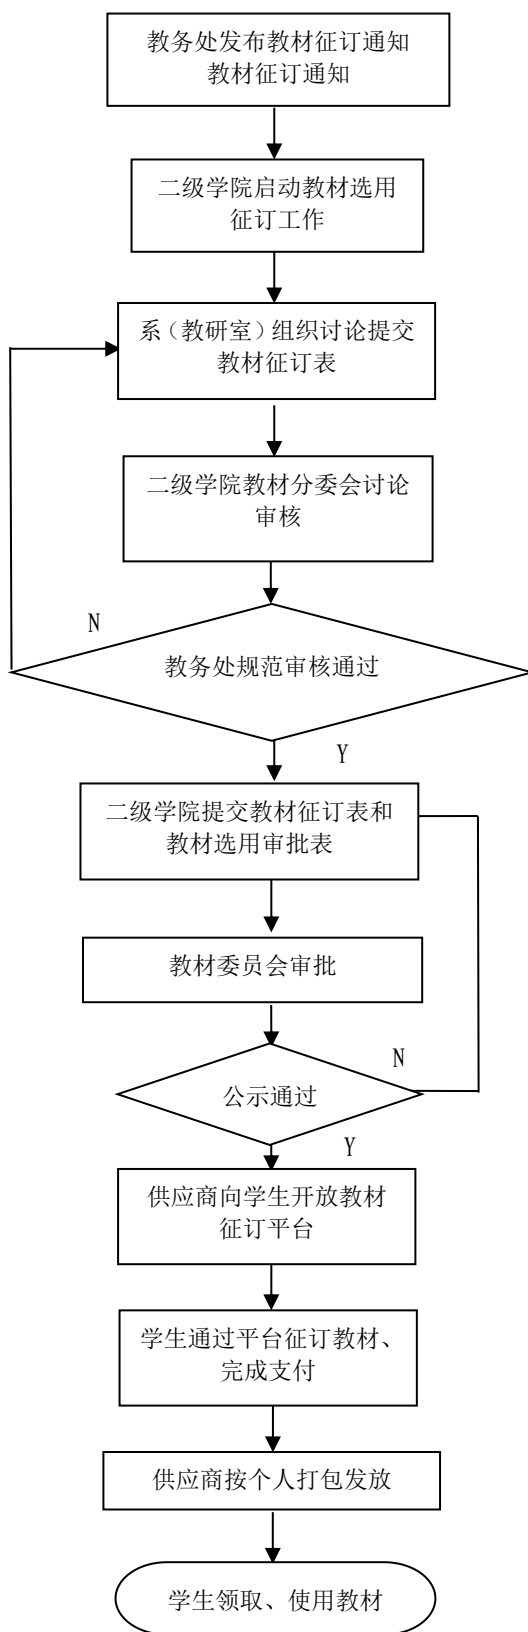 教务处发布教材征订通知
教材征订通知
二级学院启动教材选用
征订工作
系（教研室）组织讨论提交
教材征订表
二级学院教材分委会讨论
审核
N
教务处规范审核通过
Y
二级学院提交教材征订表和
教材选用审批表
教材委员会审批
N
公示通过
Y
供应商向学生开放教材
征订平台
学生通过平台征订教材、
完成支付
供应商按个人打包发放
学生领取、使用教材